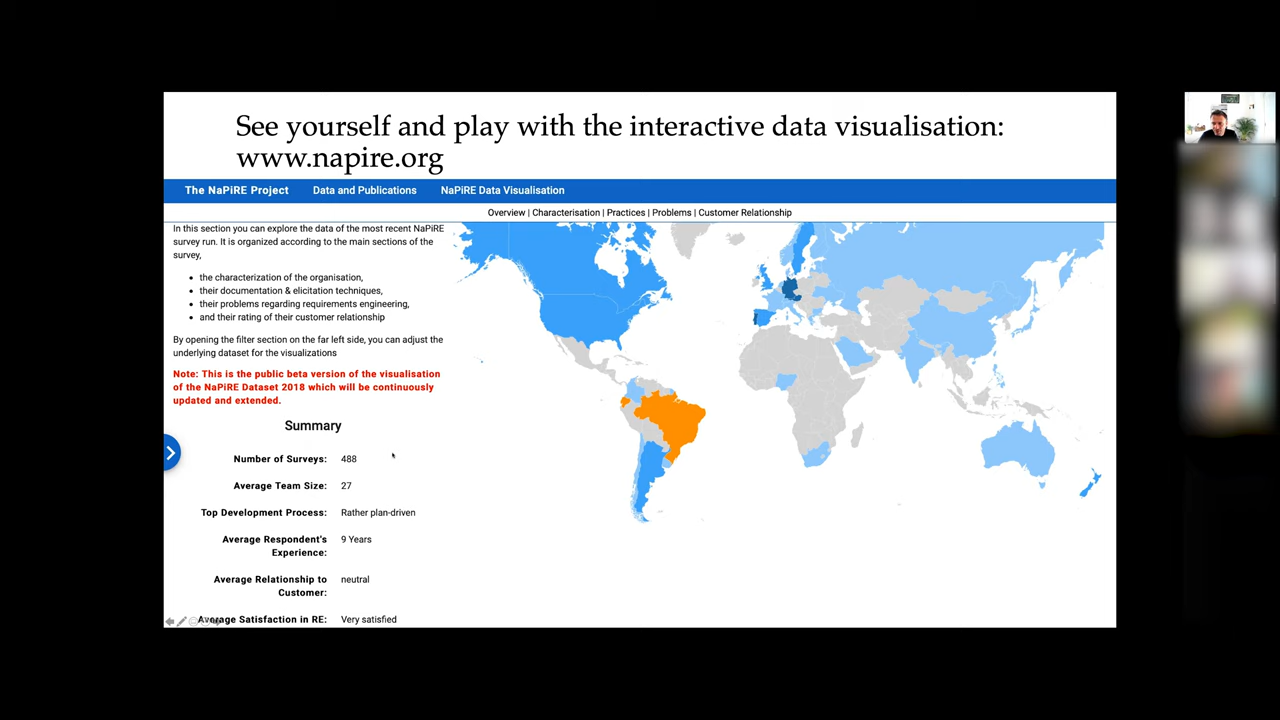 See yourself and play with the interactive data visualisation:
www.napire.org
The NaPiRE Project Data and Publications NaPiRE Data Visualisation
Overview | Characterisation | Practices | Problems | Customer Relationship
In this section you can explore the data of the most recent NaPiRE
survey run. It is organized according to the main sections of the
survey,
the characterization of the organisation,
their documentation & elicitation techniques,
their problems regarding requirements engineering,
and their rating of their customer relationship
By opening the filter section on the far left side, you can adjust the
underlying dataset for the visualizations
Note: This is the public beta version of the visualisation
of the NaPiRE Dataset 2018 which will be continuously
updated and extended.
Summary
Number of Surveys: 488
Average Team Size: 27
Top Development Process: Rather plan-driven
Average Respondent's
Experience: 9 Years
Average Relationship to
Customer: neutral
Average Satisfaction in RE: Very satisfied